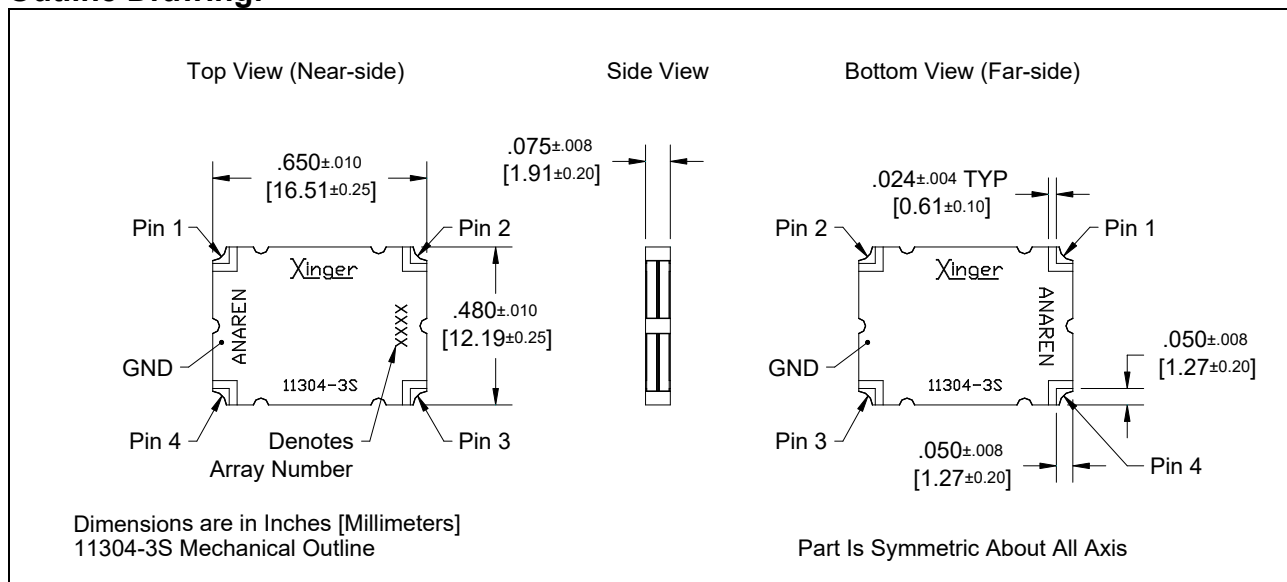 Outline Drawing:
Top View (Near-side)
Side View
Bottom View (Far-side)
.650±.010
[16.51±0.25]
.075±.008
[1.91±0.20]
.024±.004 TYP
[0.61±0.10]
Pin 1
Pin 2
Pin 2
Pin 1
Xinger
ANAREN
XXXX
.480±.010
[12.19±0.25]
GND
11304-3S
Pin 4
Denotes
Array Number
Pin 3
Xinger
ANAREN
GND
11304-3S
.050±.008
[1.27±0.20]
Pin 3
.050±.008
[1.27±0.20]
Pin 4
Dimensions are in Inches [Millimeters]
11304-3S Mechanical Outline
Part Is Symmetric About All Axis